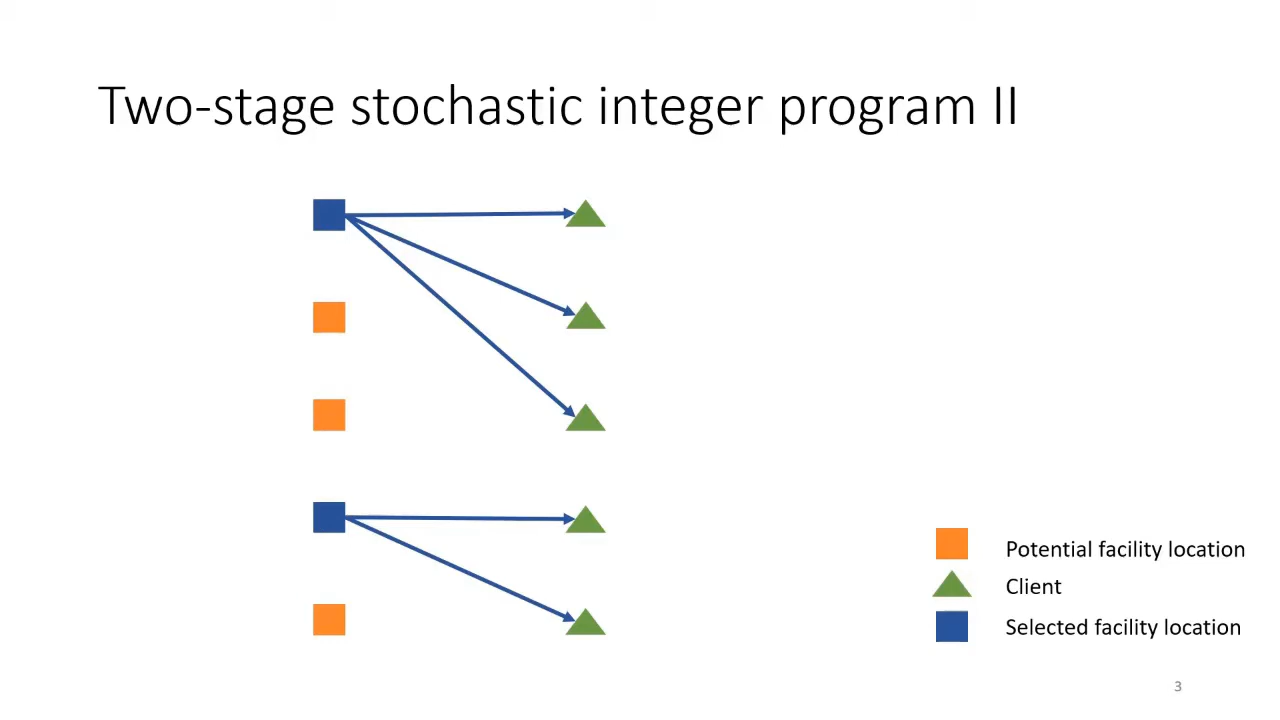 Two-stage stochastic integer program II
Potential facility location
Client
Selected facility location
3